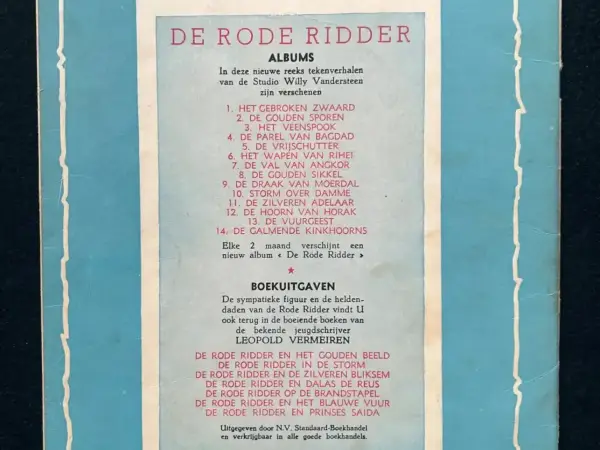 DE RODE RIDDER
ALBUMS
In deze nieuwe reeks tekenverhalen
van de Studio Willy Vandersteen
zijn verschenen
1. HET GEBROKEN ZWAARD
2. DE GOUDEN SPOREN
3. HET VEENSPOOK
4. DE PAREL VAN BAGDAD
5. DE VRIJSCHUTTER
6. HET WAPEN VAN RIHEI
7. DE VAL VAN ANGKOR
8. DE GOUDEN SIKKEL
9. DE DRAAK VAN MOERDAL
10. STORM OVER DAMME
11. DE ZILVEREN ADELAAR
12. DE HOORN VAN HORAK
13. DE VUURGEEST
14. DE GALMENDE KINKHOORNS
Elke 2 maand verschijnt een
nieuw album « De Rode Ridder »
★
BOEKUITGAVEN
De sympatieke figuur en de helden-
daden van de Rode Ridder vindt U
ook terug in de boeiende boeken van
de bekende jeugdschrijver
LEOPOLD VERMEIREN
DE RODE RIDDER EN HET GOUDEN BEELD
DE RODE RIDDER IN DE STORM
DE RODE RIDDER EN DE ZILVEREN BLIKSEM
DE RODE RIDDER EN DALAS DE REUS
DE RODE RIDDER OP DE BRANDSTAPEL
DE RODE RIDDER EN HET BLAUWE VUUR
DE RODE RIDDER EN PRINSES SAIDA
Uitgegeven door N.V. Standaard-Boekhandel
en verkrijgbaar in alle goede boekhandels.